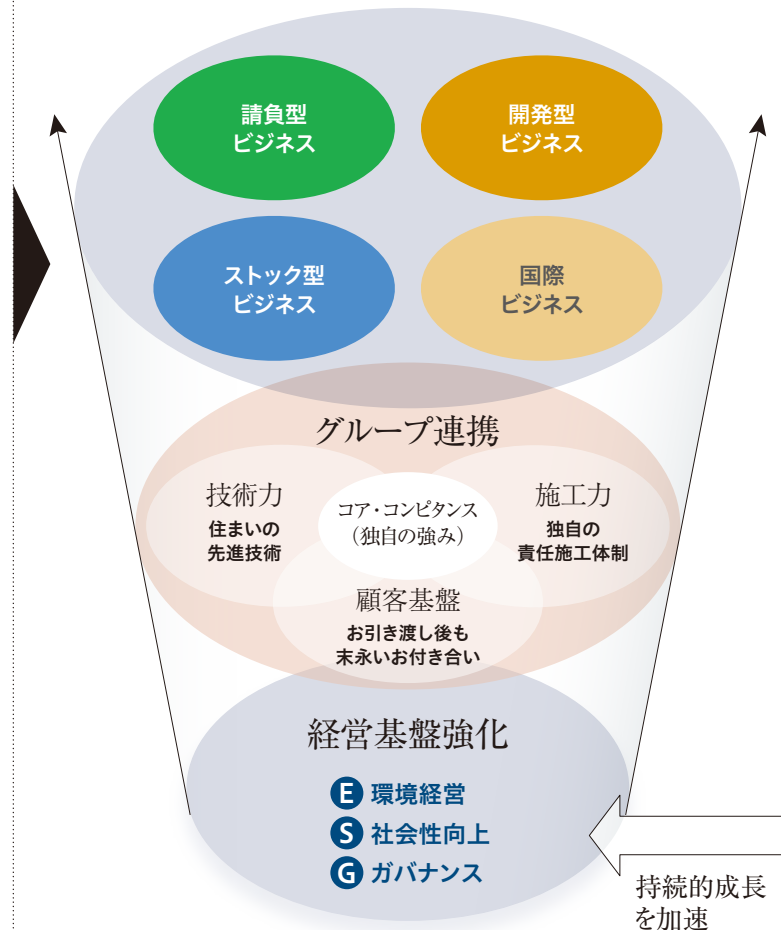 請負型
ビジネス
開発型
ビジネス
ストック型
ビジネス
国際
ビジネス
グループ連携
技術力
住まいの
先進技術
コア・コンピタンス
（独自の強み）
施工力
独自の
責任施工体制
顧客基盤
お引き渡し後も
末永いお付き合い
経営基盤強化
E 環境経営
S 社会性向上
G ガバナンス
持続的成長
を加速